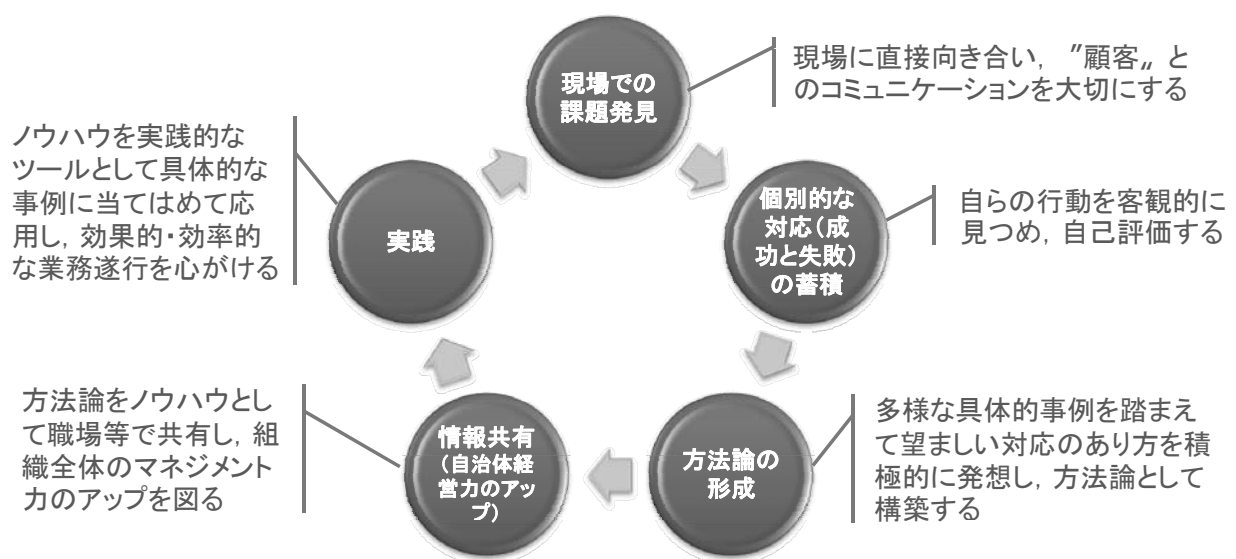 現場での
課題発見
現場に直接向き合い,〃顧客〃と
のコミュニケーションを大切にする
個別的な
対応(成
功と失敗)
の蓄積
自らの行動を客観的に
見つめ,自己評価する
方法論の
形成
多様な具体的事例を踏まえ
て望ましい対応のあり方を積
極的に発想し,方法論として
構築する
情報共有
(自治体経
営力のアッ
プ)
方法論をノウハウとし
て職場等で共有し,組
織全体のマネジメント
力のアップを図る
実践
ノウハウを実践的な
ツールとして具体的な
事例に当てはめて応
用し,効果的・効率的
な業務遂行を心がける